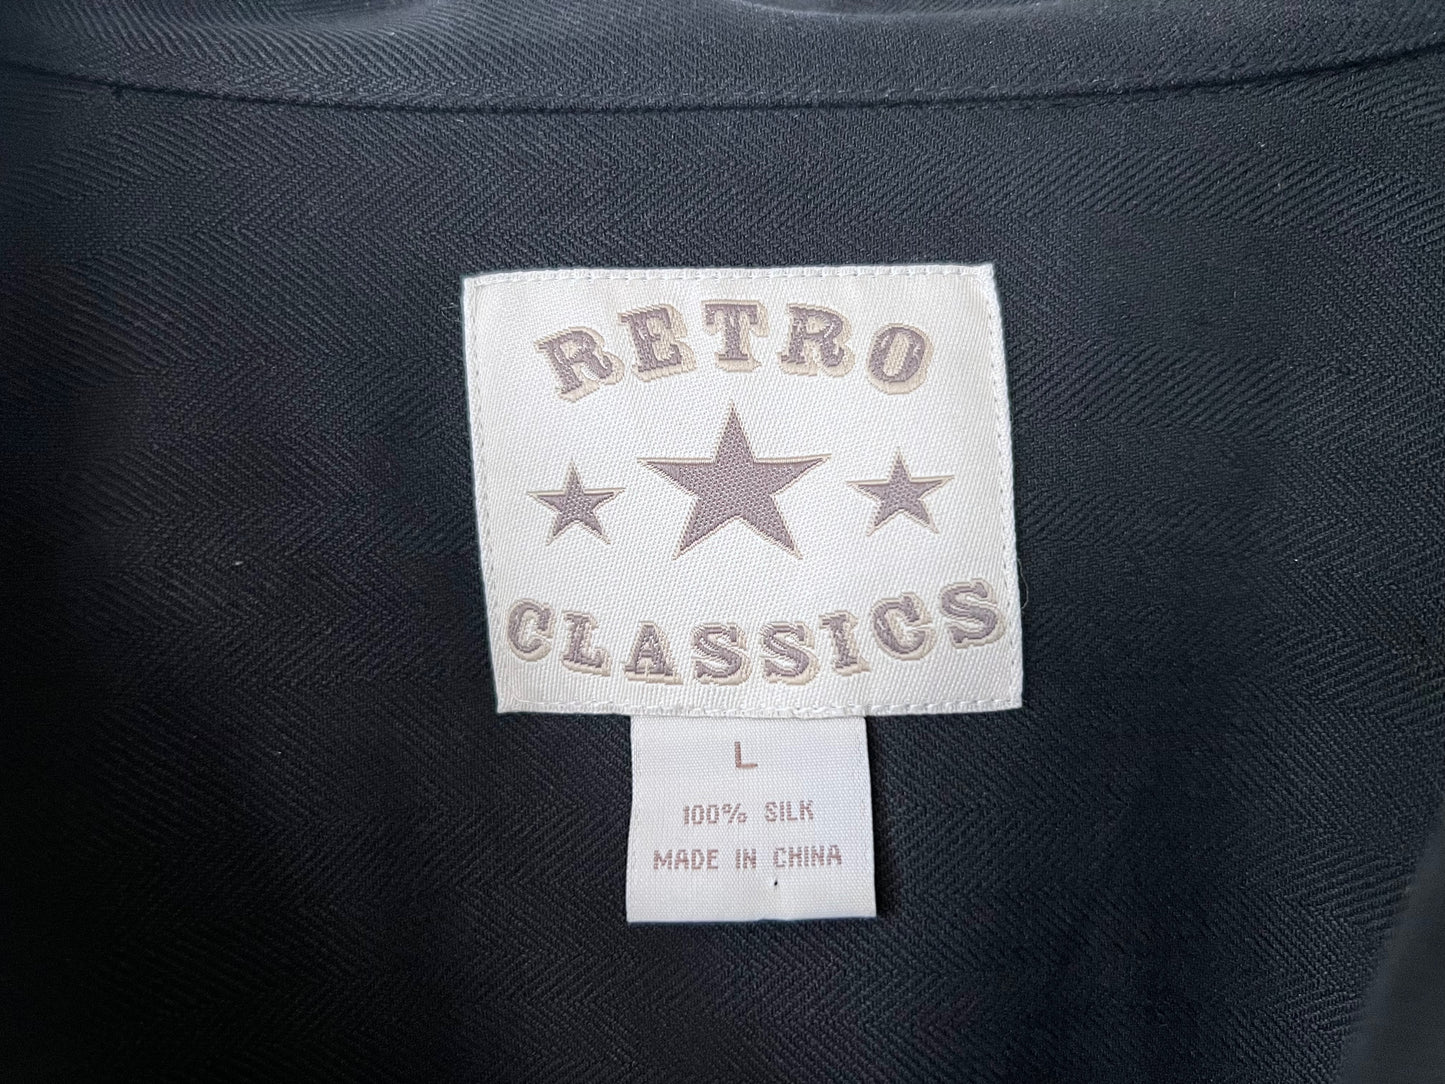 RETRO
CLASSICS
L
100% SILK
MADE IN CHINA